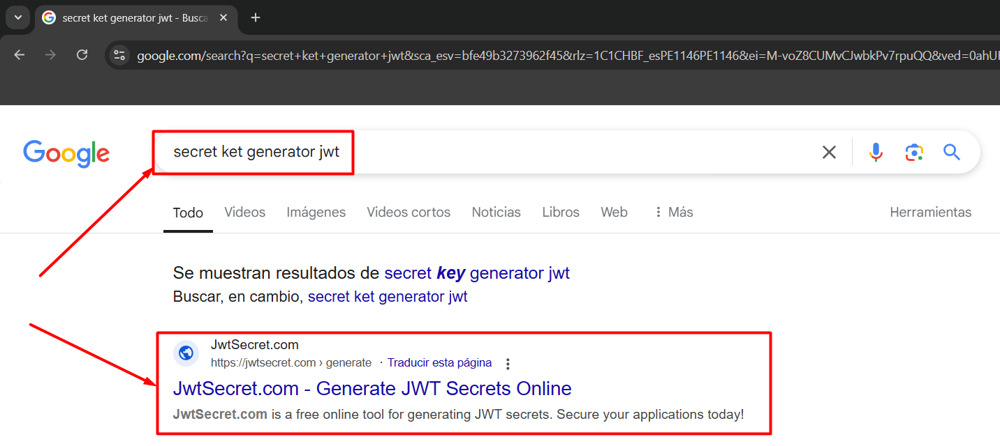 secret ket generator jwt - Busca
google.com/search?q=secret+ket+generator+jwt&sca_esv=bfe49b3273962f45&rlz=1C1CHBF_esPE1146PE1146&ei=M-voZ8CUMvCJwbkPv7rpuQQ&ved=0ahU
Google
secret ket generator jwt
Todo Videos Imágenes Videos cortos Noticias Libros Web Más Herramientas
Se muestran resultados de secret key generator jwt
Buscar, en cambio, secret ket generator jwt
JwtSecret.com
https://jwtsecret.com › generate · Traducir esta página
JwtSecret.com - Generate JWT Secrets Online
JwtSecret.com is a free online tool for generating JWT secrets. Secure your applications today!